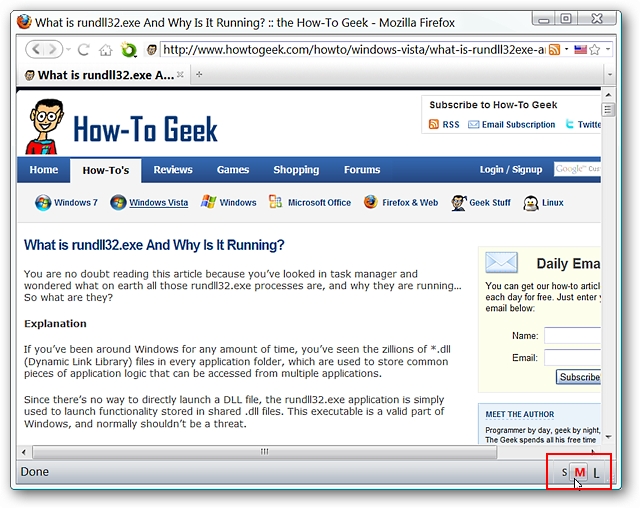 What is rundll32.exe And Why Is It Running? :: the How-To Geek - Mozilla Firefox
http://www.howtogeek.com/howto/windows-vista/what-is-rundll32exe-a
What is rundll32.exe A...
How-To Geek
Subscribe to How-To Geek
RSS Email Subscription Twitte
Home How-To's Reviews Games Shopping Forums Login / Signup Google Cus
Windows 7 Windows Vista Windows Microsoft Office Firefox & Web Geek Stuff Linux
What is rundll32.exe And Why Is It Running?
You are no doubt reading this article because you've looked in task manager and
wondered what on earth all those rundll32.exe processes are, and why they are running…
So what are they?
Explanation
If you've been around Windows for any amount of time, you've seen the zillions of *.dll
(Dynamic Link Library) files in every application folder, which are used to store common
pieces of application logic that can be accessed from multiple applications.
Since there's no way to directly launch a DLL file, the rundll32.exe application is simply
used to launch functionality stored in shared .dll files. This executable is a valid part of
Windows, and normally shouldn't be a threat.
Daily Ema
You can get our how-to articl
each day for free. Just enter y
email below:
Name:
Email:
Subscribe
MEET THE AUTHOR
Programmer by day, geek by night,
The Geek spends all his free time
Done
S M L